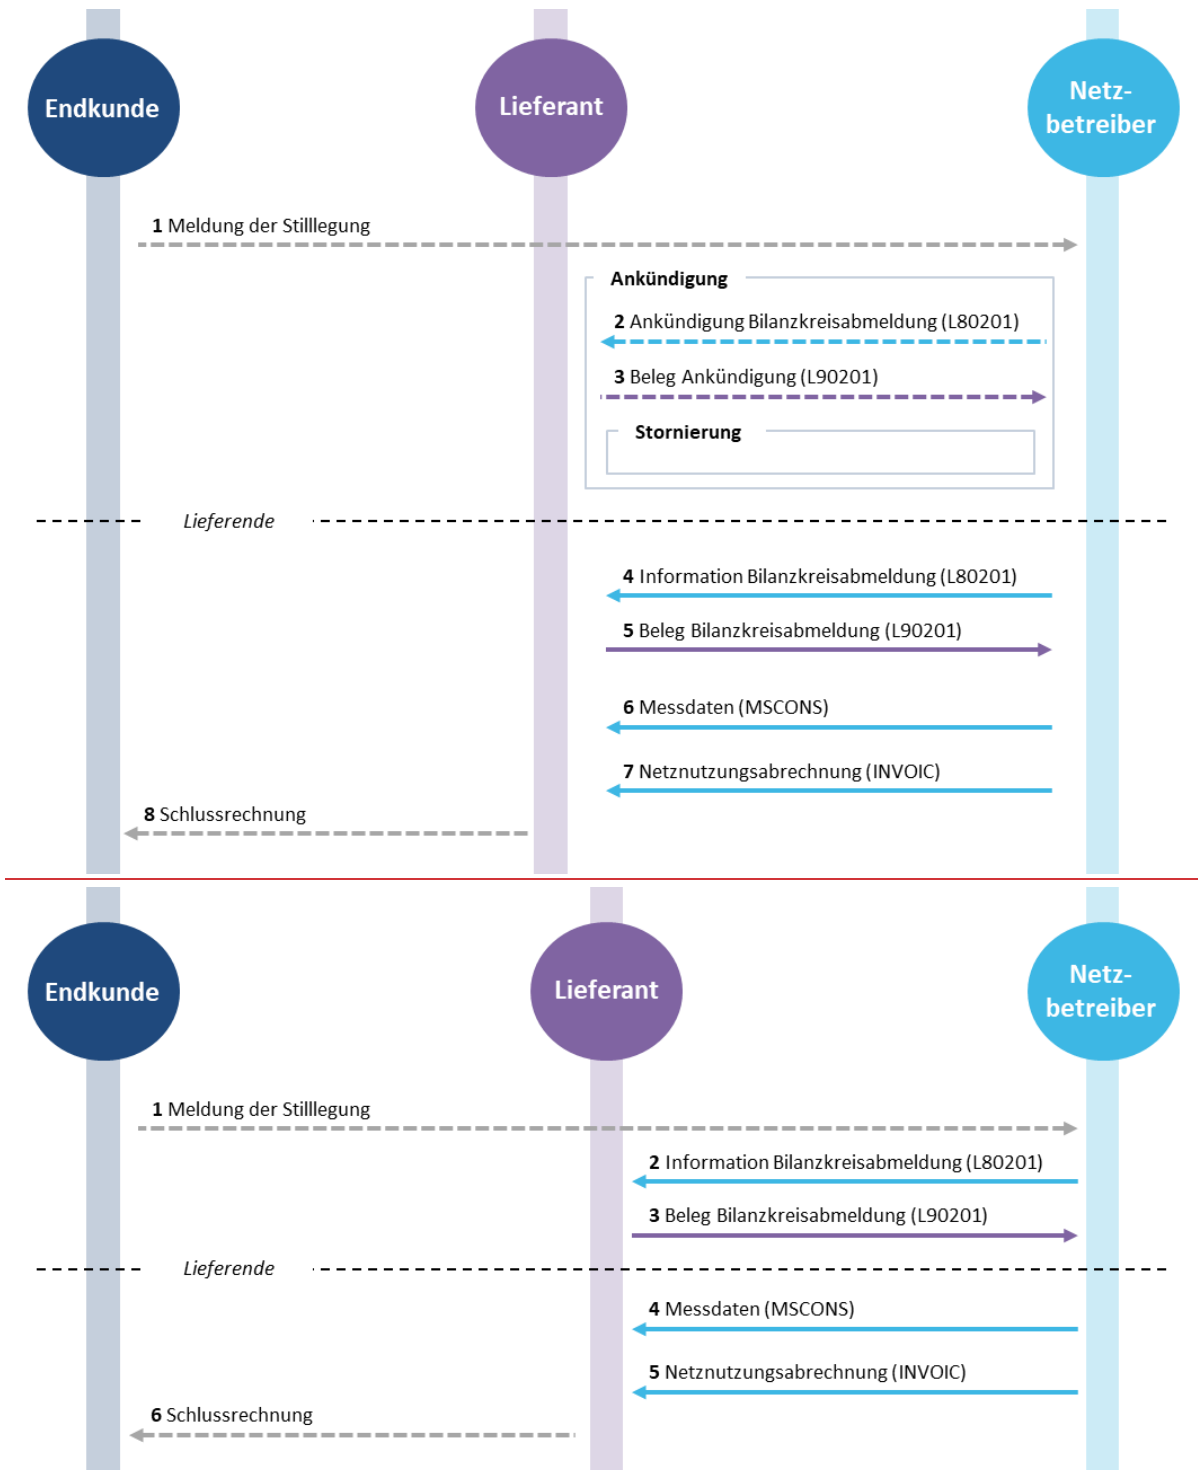 Endkunde
Lieferant
Netz-
betreiber
1 Meldung der Stilllegung
Ankündigung
2 Ankündigung Bilanzkreisabmeldung (L80201)
3 Beleg Ankündigung (L90201)
Stornierung
Lieferende
4 Information Bilanzkreisabmeldung (L80201)
5 Beleg Bilanzkreisabmeldung (L90201)
6 Messdaten (MSCONS)
7 Netznutzungsabrechnung (INVOIC)
8 Schlussrechnung
Endkunde
Lieferant
Netz-
betreiber
1 Meldung der Stilllegung
2 Information Bilanzkreisabmeldung (L80201)
3 Beleg Bilanzkreisabmeldung (L90201)
Lieferende
4 Messdaten (MSCONS)
5 Netznutzungsabrechnung (INVOIC)
6 Schlussrechnung